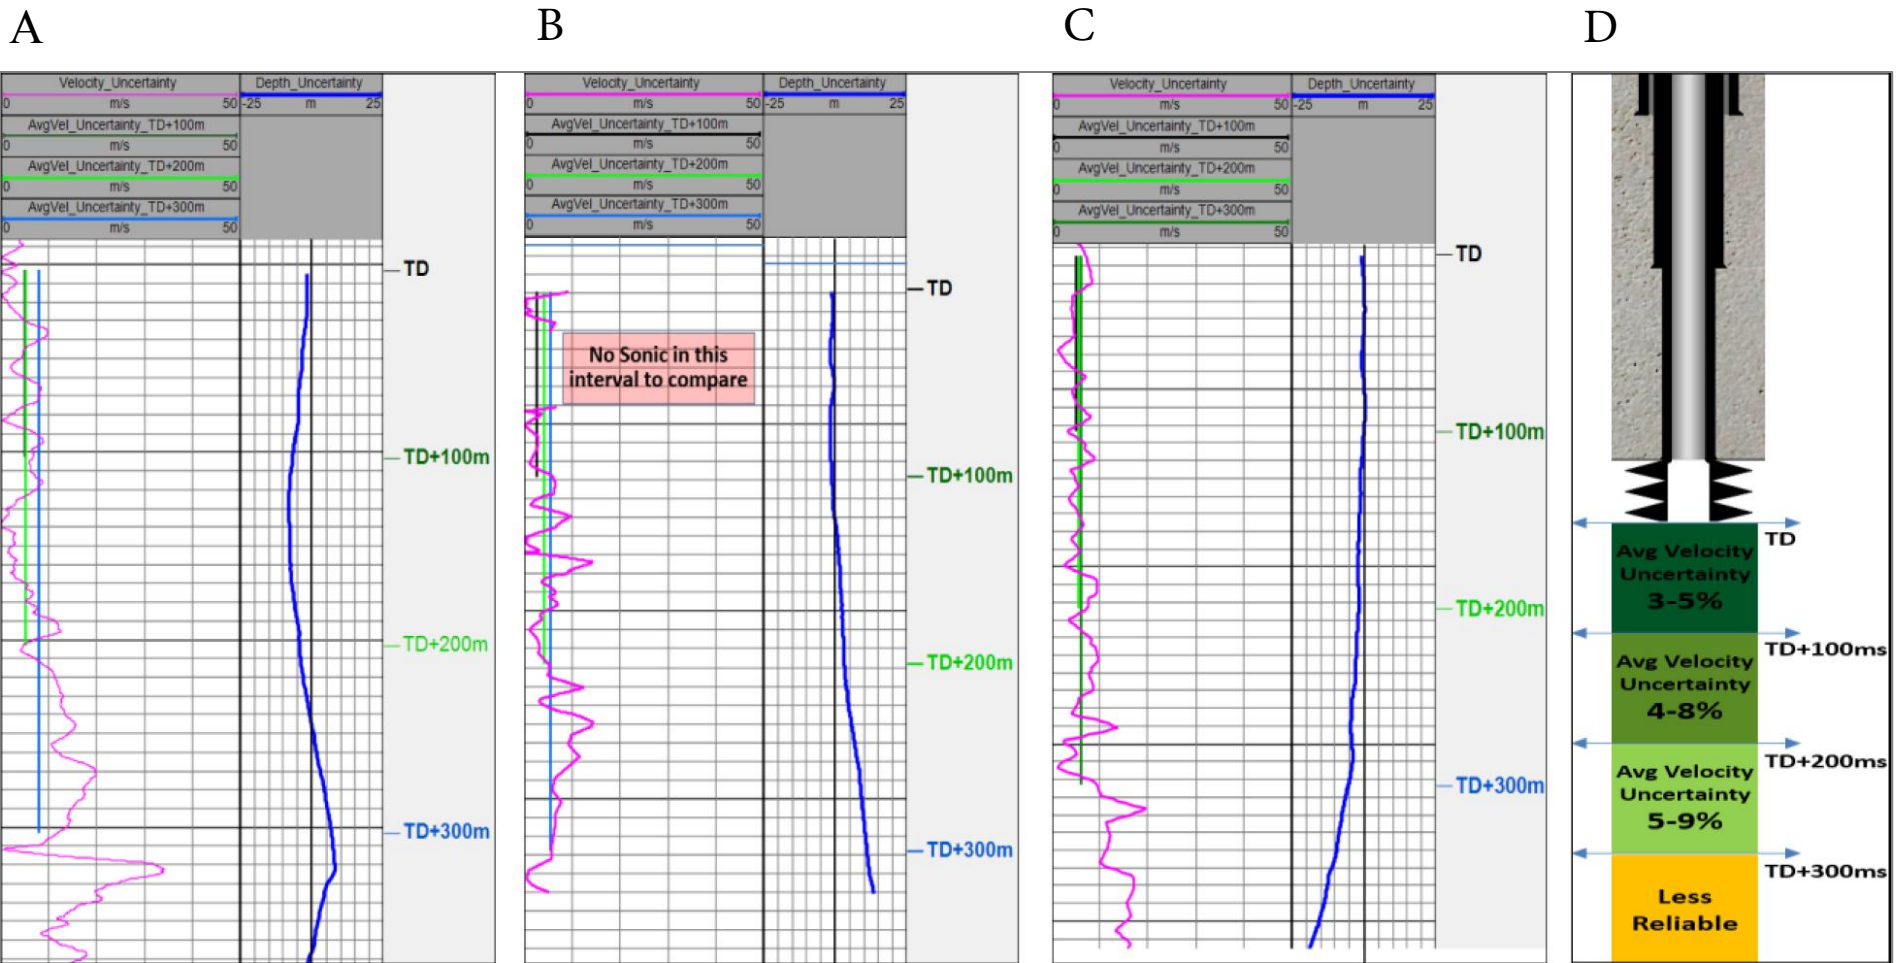 A
Velocity_Uncertainty
0 m/s 50
AvgVel_Uncertainty_TD+100m
0 m/s 50
AvgVel_Uncertainty_TD+200m
0 m/s 50
AvgVel_Uncertainty_TD+300m
0 m/s 50
Depth_Uncertainty
-25 m 25
TD
TD+100m
TD+200m
TD+300m
B
Velocity_Uncertainty
0 m/s 50
AvgVel_Uncertainty_TD+100m
0 m/s 50
AvgVel_Uncertainty_TD+200m
0 m/s 50
AvgVel_Uncertainty_TD+300m
0 m/s 50
Depth_Uncertainty
-25 m 25
No Sonic in this
interval to compare
TD
TD+100m
TD+200m
TD+300m
C
Velocity_Uncertainty
0 m/s 50
AvgVel_Uncertainty_TD+100m
0 m/s 50
AvgVel_Uncertainty_TD+200m
0 m/s 50
AvgVel_Uncertainty_TD+300m
0 m/s 50
Depth_Uncertainty
-25 m 25
TD
TD+100m
TD+200m
TD+300m
D
TD
Avg Velocity
Uncertainty
3-5%
TD+100ms
Avg Velocity
Uncertainty
4-8%
TD+200ms
Avg Velocity
Uncertainty
5-9%
TD+300ms
Less
Reliable